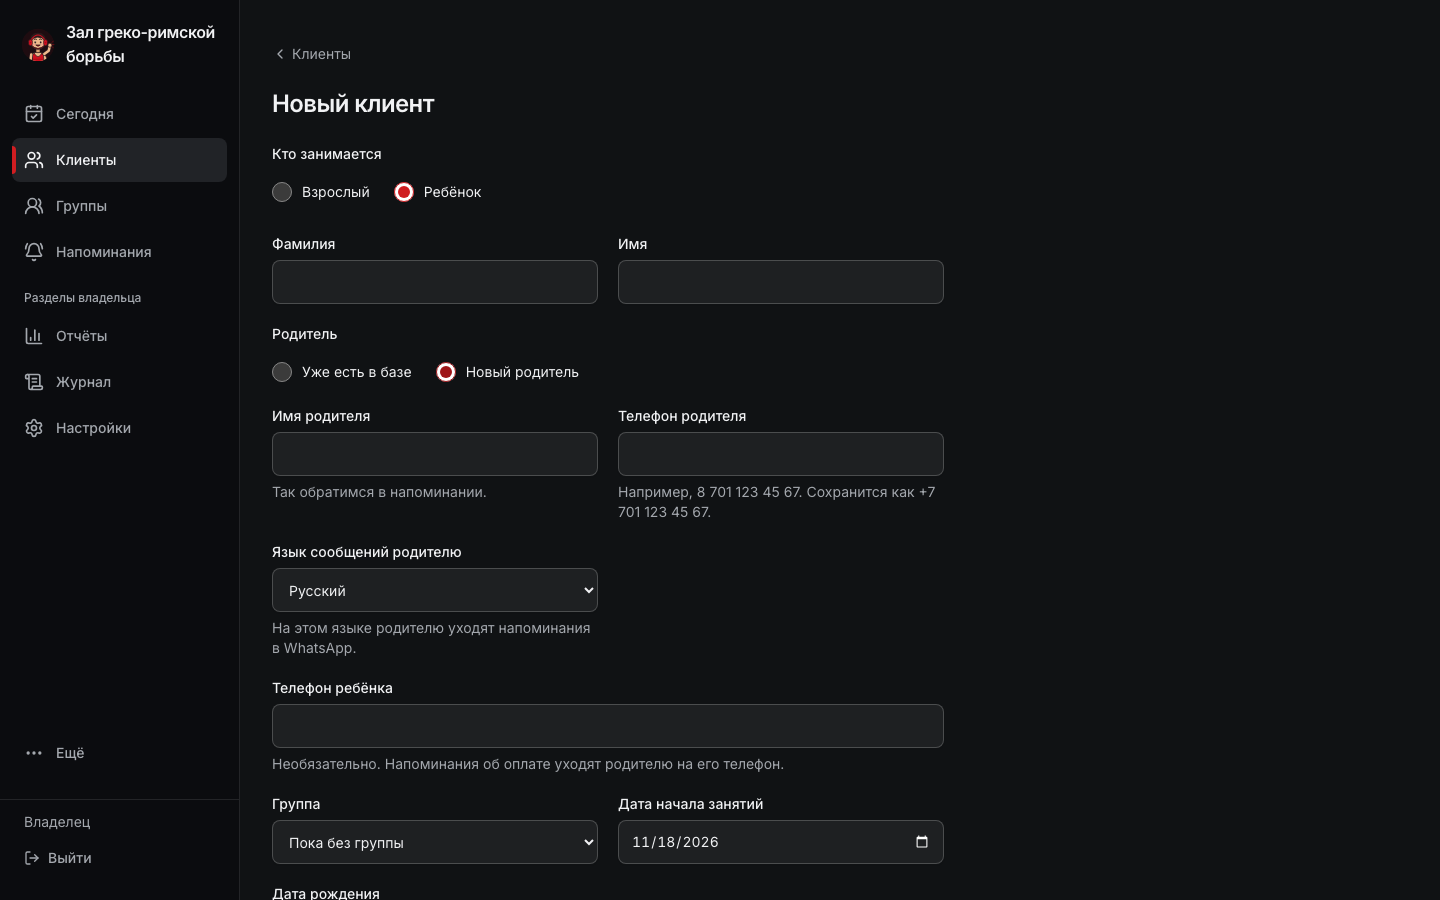 Зал греко-римской
борьбы
Сегодня
Клиенты
Группы
Напоминания
Разделы владельца
Отчёты
Журнал
Настройки
Ещё
Владелец
Выйти
Клиенты
Новый клиент
Кто занимается
Взрослый
Ребёнок
Фамилия
Имя
Родитель
Уже есть в базе
Новый родитель
Имя родителя
Телефон родителя
Так обратимся в напоминании.
Например, 8 701 123 45 67. Сохранится как +7
701 123 45 67.
Язык сообщений родителю
Русский
На этом языке родителю уходят напоминания
в WhatsApp.
Телефон ребёнка
Необязательно. Напоминания об оплате уходят родителю на его телефон.
Группа
Дата начала занятий
Пока без группы
11/18/2026
Дата рождения